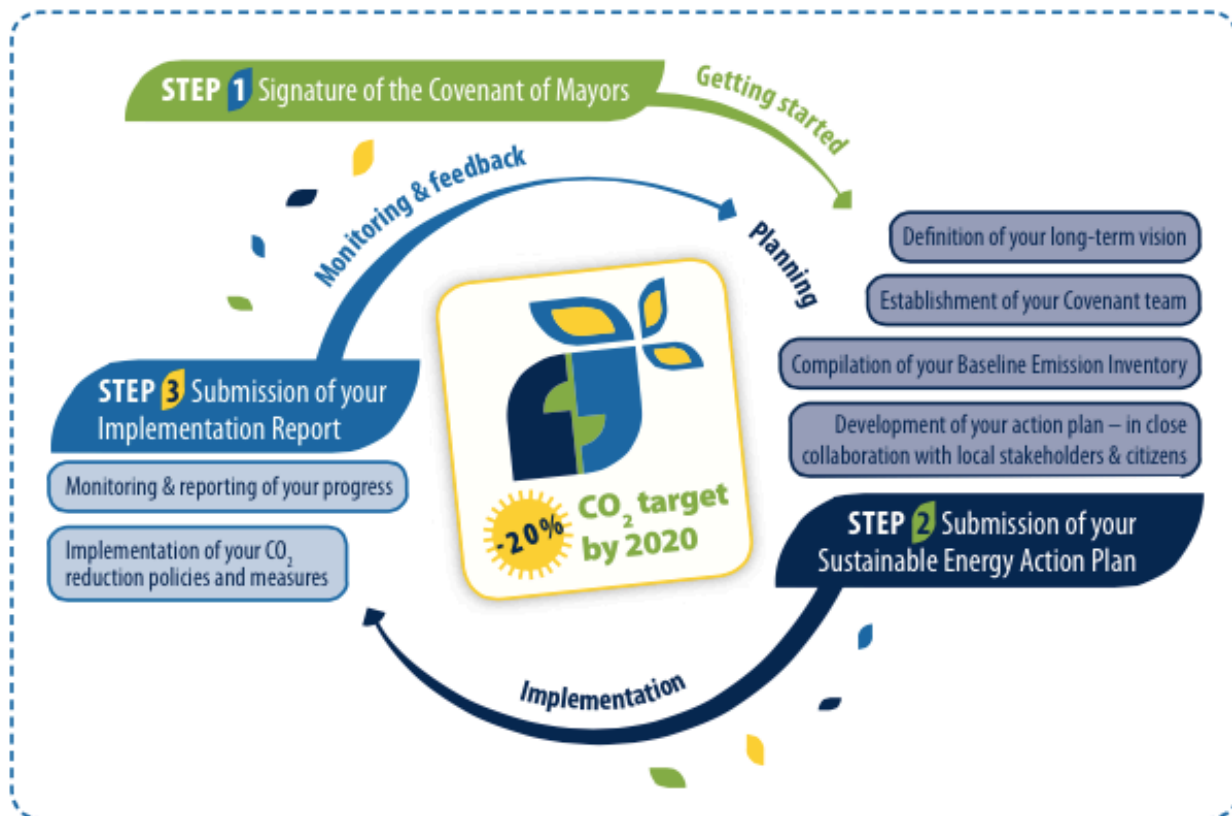 STEP 1 Signature of the Covenant of Mayors
Getting started
Monitoring & feedback
Planning
Definition of your long-term vision
Establishment of your Covenant team
Compilation of your Baseline Emission Inventory
Development of your action plan – in close
collaboration with local stakeholders & citizens
STEP 2 Submission of your
Sustainable Energy Action Plan
Implementation
STEP 3 Submission of your
Implementation Report
Monitoring & reporting of your progress
Implementation of your CO₂
reduction policies and measures
-20%
CO₂ target
by 2020